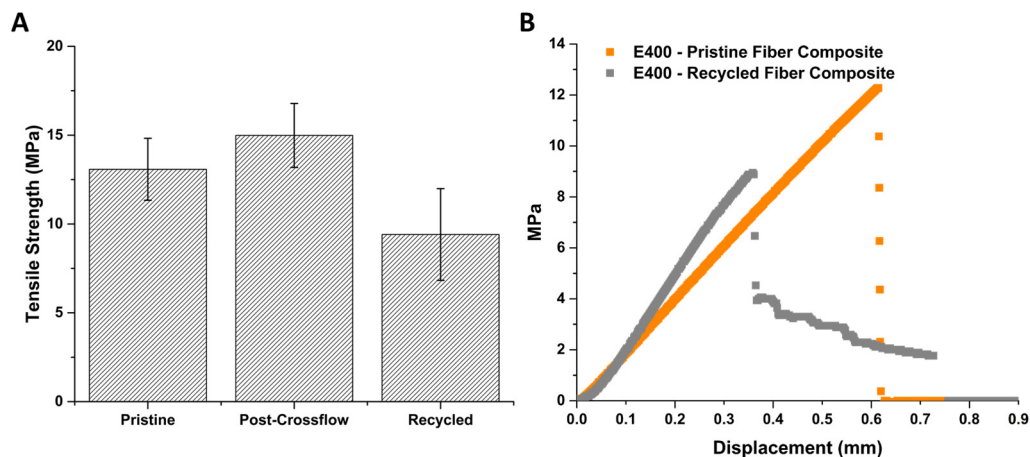 A
Tensile Strength (MPa)
20
15
10
5
0
Pristine
Post-Crossflow
Recycled
B
MPa
14
12
10
8
6
4
2
0
E400 - Pristine Fiber Composite
E400 - Recycled Fiber Composite
0.0 0.1 0.2 0.3 0.4 0.5 0.6 0.7 0.8 0.9
Displacement (mm)